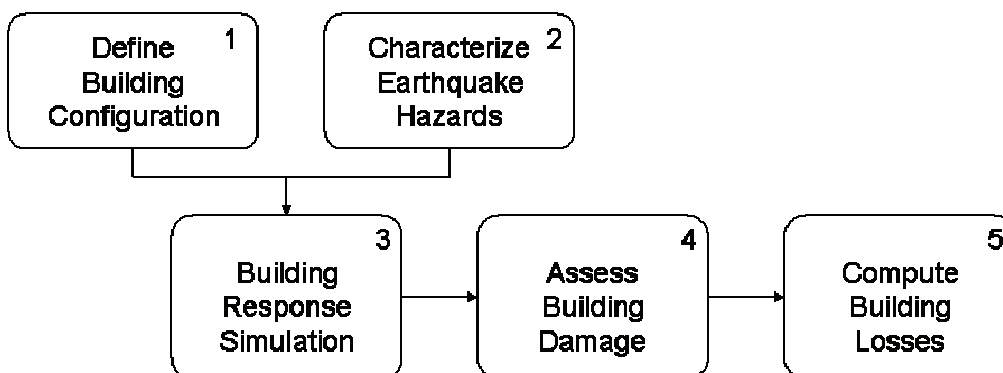 1
Define
Building
Configuration
2
Characterize
Earthquake
Hazards
3
Building
Response
Simulation
4
Assess
Building
Damage
5
Compute
Building
Losses